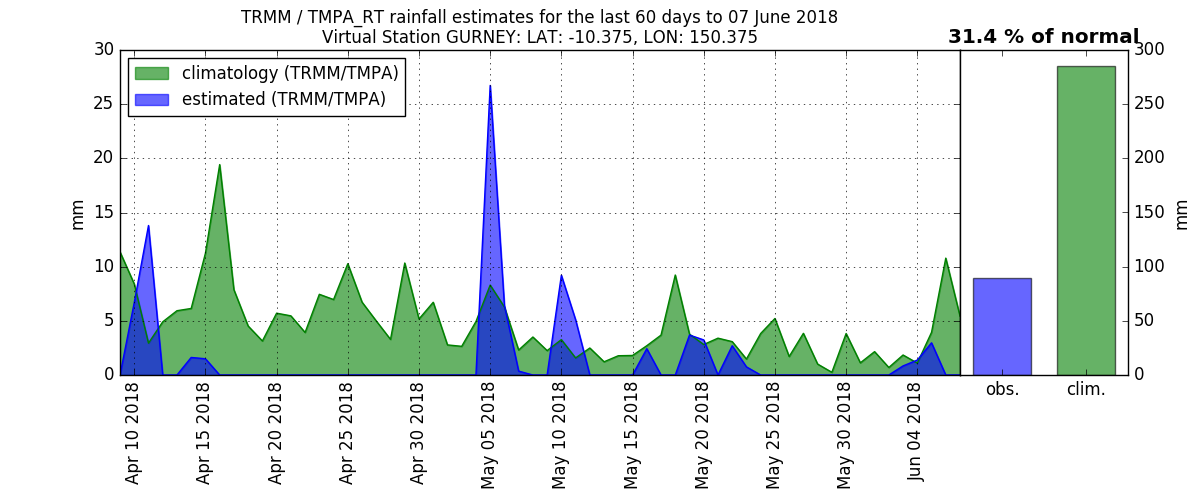 TRMM / TMPA_RT rainfall estimates for the last 60 days to 07 June 2018
Virtual Station GURNEY: LAT: -10.375, LON: 150.375
31.4 % of normal
climatology (TRMM/TMPA)
estimated (TRMM/TMPA)
30
25
20
15
10
5
0
mm
300
250
200
150
100
50
0
mm
Apr 10 2018
Apr 15 2018
Apr 20 2018
Apr 25 2018
Apr 30 2018
May 05 2018
May 10 2018
May 15 2018
May 20 2018
May 25 2018
May 30 2018
Jun 04 2018
obs.
clim.